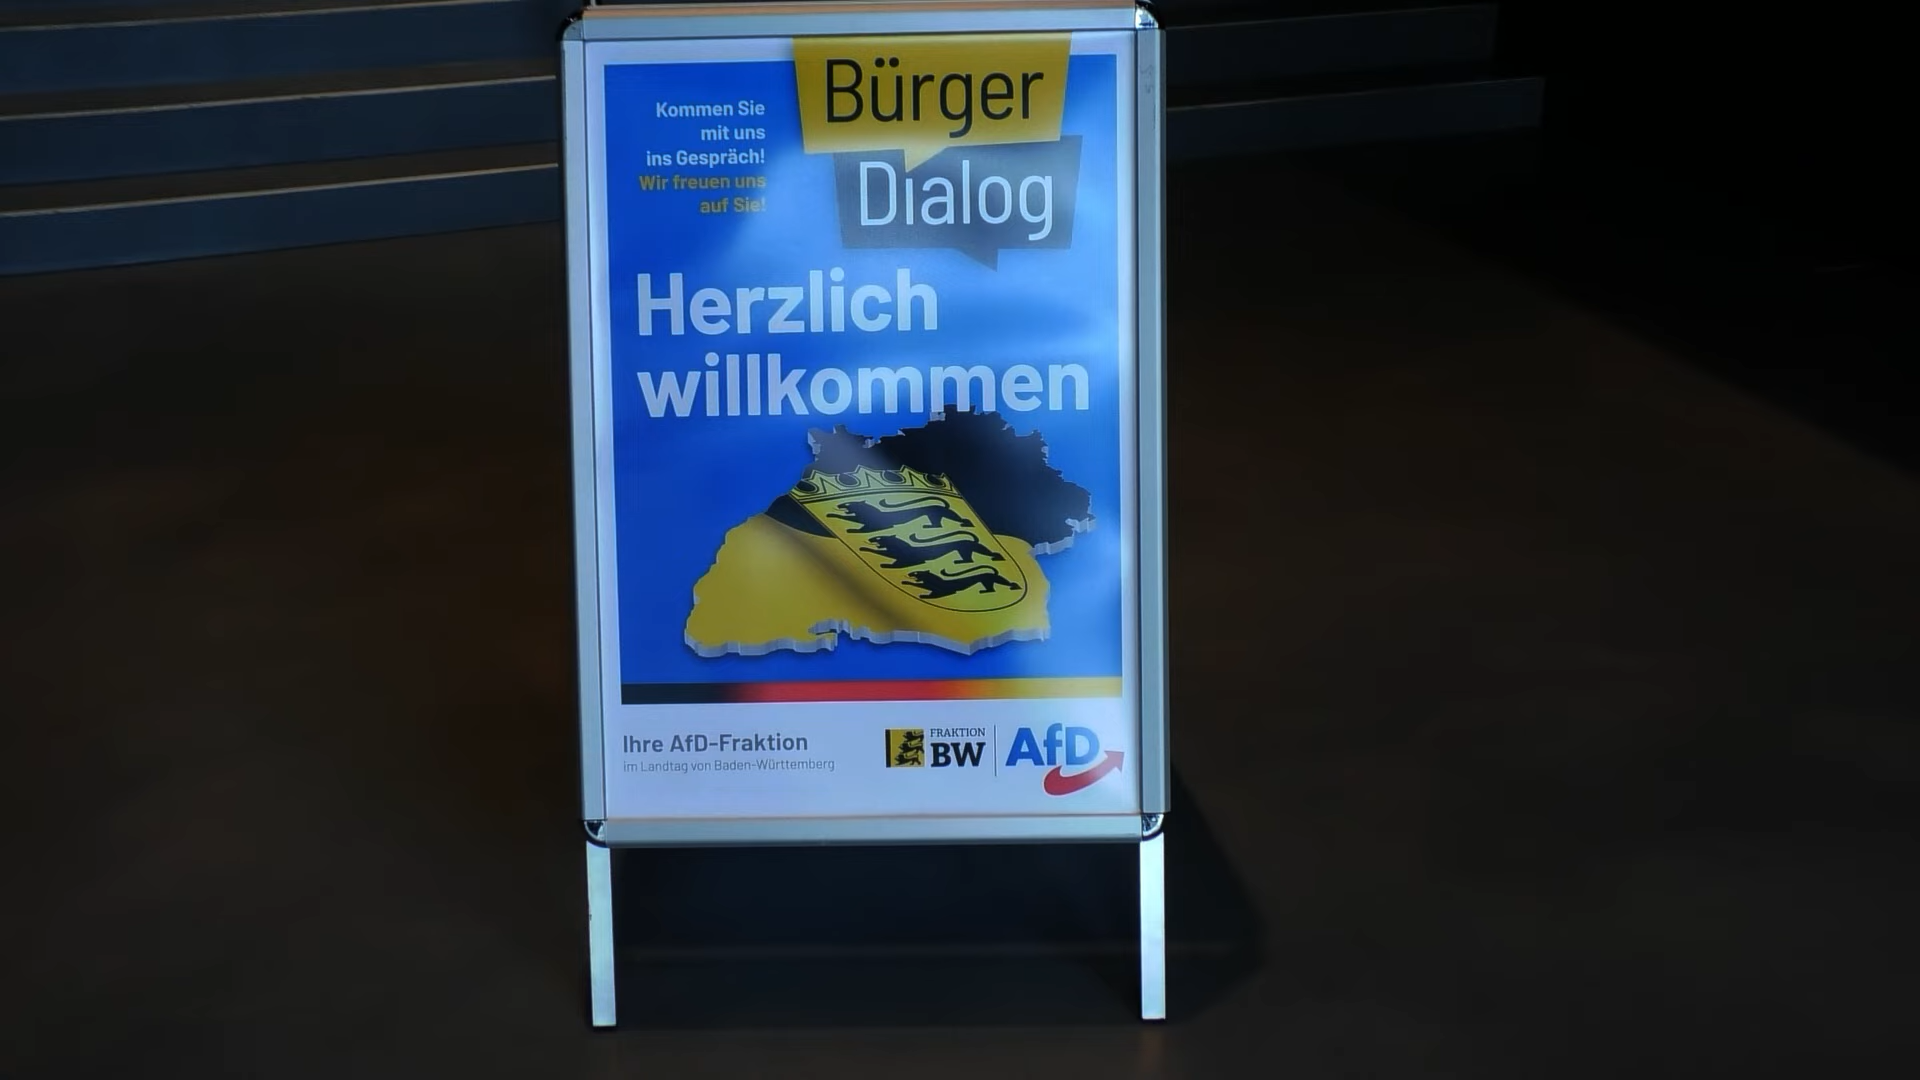 Bürger
Dialog
Kommen Sie
mit uns
ins Gespräch!
Wir freuen uns
auf Sie!
Herzlich
willkommen
Ihre AfD-Fraktion
im Landtag von Baden-Württemberg
FRAKTION
BW
AfD